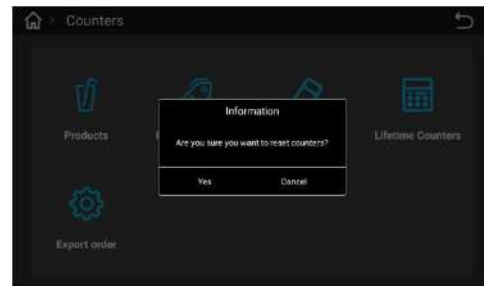 > Counters
Information
Are you sure you want to reset counters?
Yes Cancel
Products Lifetime Counters
Export order